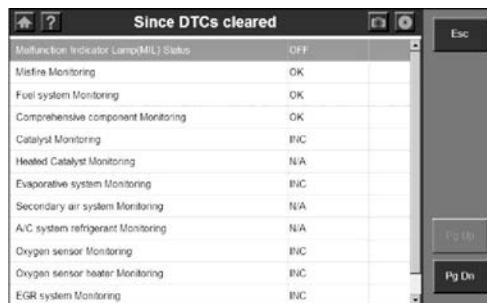 ? Since DTCs cleared
Esc
Malfunction Indicator Lamp(MIL) Status OFF
Misfire Monitoring OK
Fuel system Monitoring OK
Comprehensive component Monitoring OK
Catalyst Monitoring INC
Heated Catalyst Monitoring N/A
Evaporative system Monitoring INC
Secondary air system Monitoring N/A
A/C system refrigerant Monitoring N/A
Oxygen sensor Monitoring INC
Oxygen sensor heater Monitoring INC
EGR system Monitoring INC
Pg Up
Pg Dn